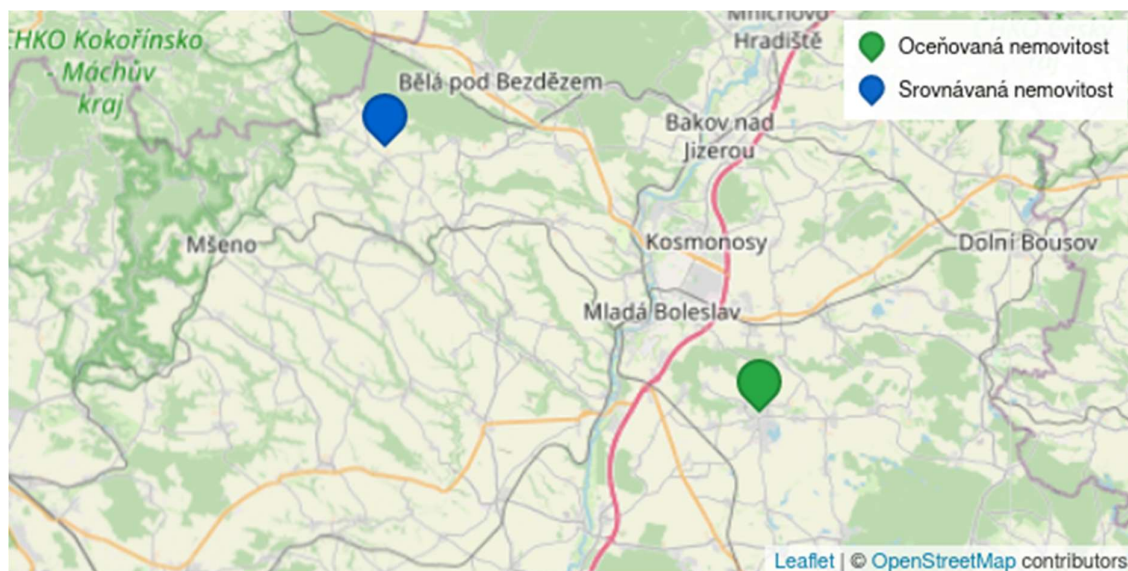 Mnichovo
Hradiště
CHKO Kokořínsko
- Máchův
kraj
Bělá pod Bezdězem
Bakov nad
Jizerou
Mšeno
Kosmonosy
Dolní Bousov
Mladá Boleslav
Oceňovaná nemovitost
Srovnávaná nemovitost
Leaflet | © OpenStreetMap contributors